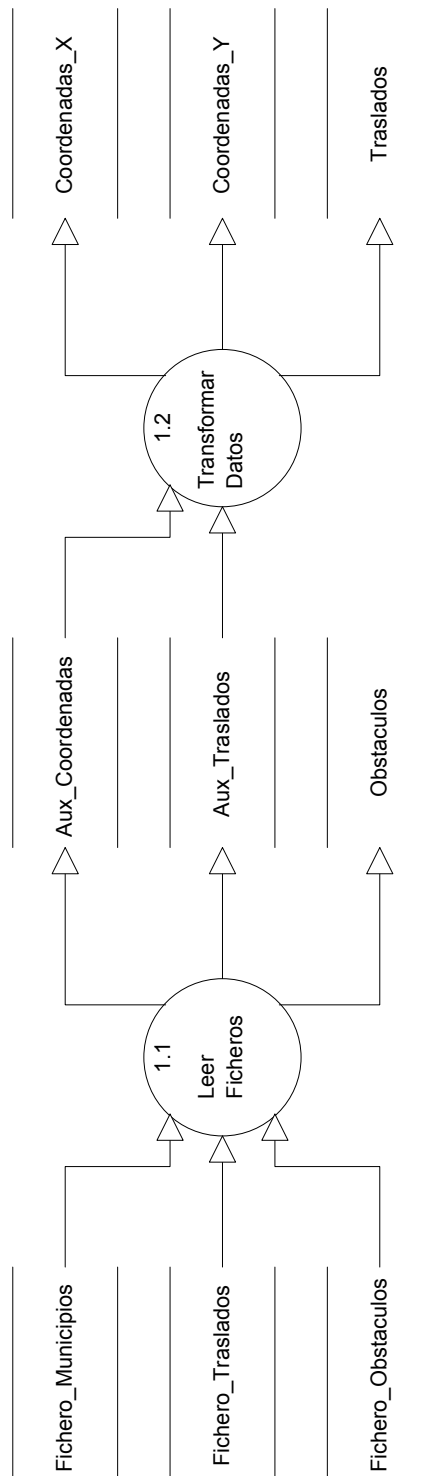 Fichero_Municipios
Fichero_Traslados
Fichero_Obstaculos
1.1
Leer
Ficheros
Aux_Coordenadas
Aux_Traslados
Obstaculos
1.2
Transformar
Datos
Coordenadas_X
Coordenadas_Y
Traslados